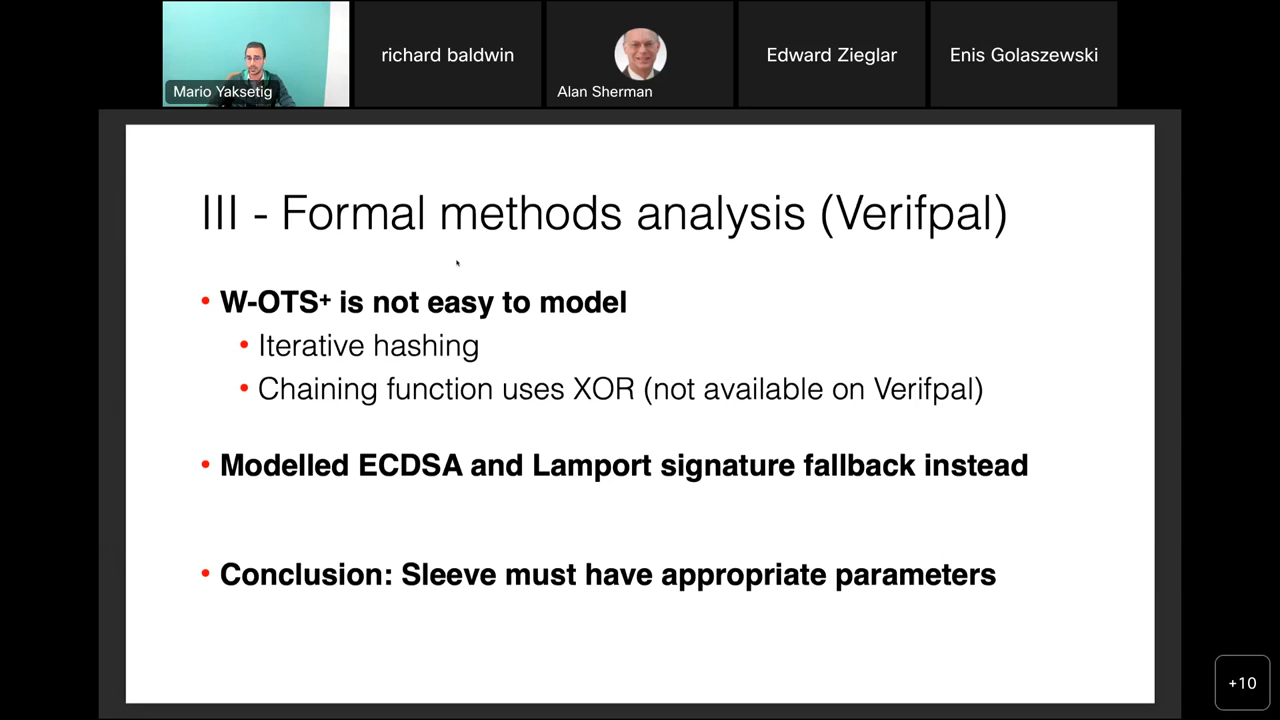 Mario Yaksetig
richard baldwin
Alan Sherman
Edward Zieglar
Enis Golaszewski
III - Formal methods analysis (Verifpal)
• W-OTS+ is not easy to model
• Iterative hashing
• Chaining function uses XOR (not available on Verifpal)
• Modelled ECDSA and Lamport signature fallback instead
• Conclusion: Sleeve must have appropriate parameters
+10